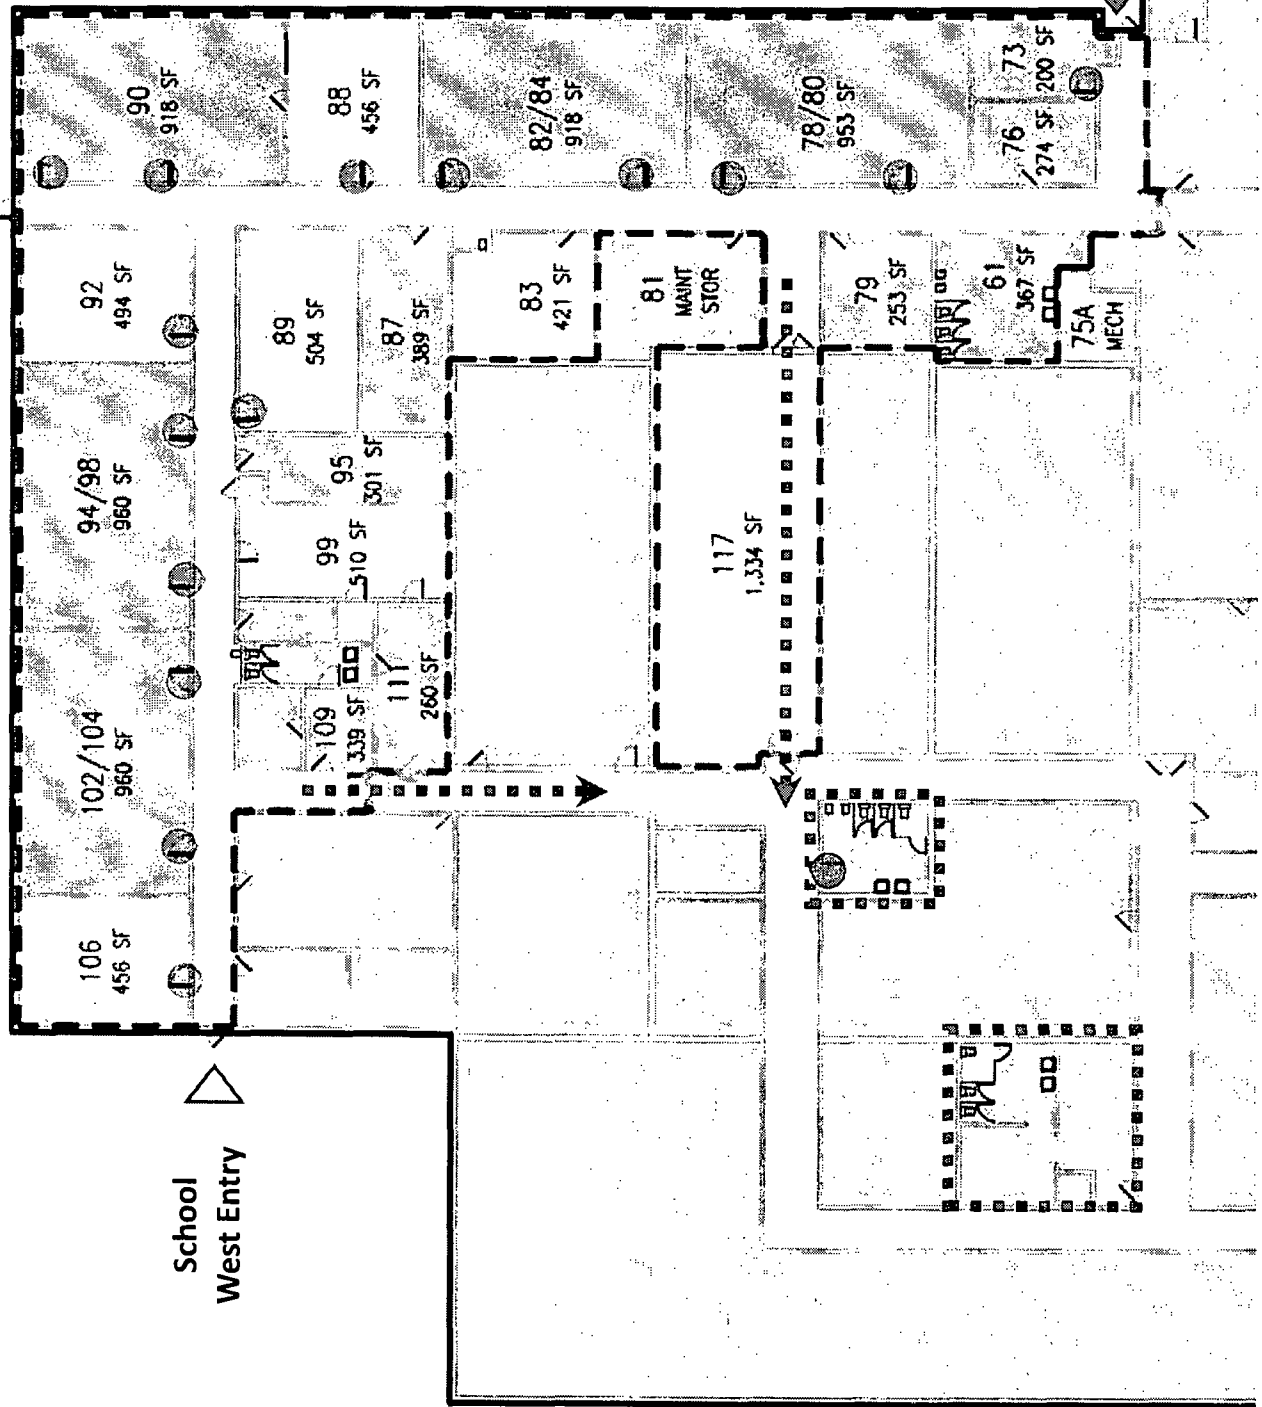 90
918 SF
88
456 SF
82/84
918 SF
78/80
953 SF
73
200 SF
76
274 SF
92
494 SF
89
504 SF
87
389 SF
83
421 SF
81
MAINT
STOR
79
253 SF
61
367 SF
75A
MECH
94/98
960 SF
95
301 SF
99
510 SF
117
1,334 SF
102/104
960 SF
109
339 SF
111
260 SF
106
456 SF
School
West Entry